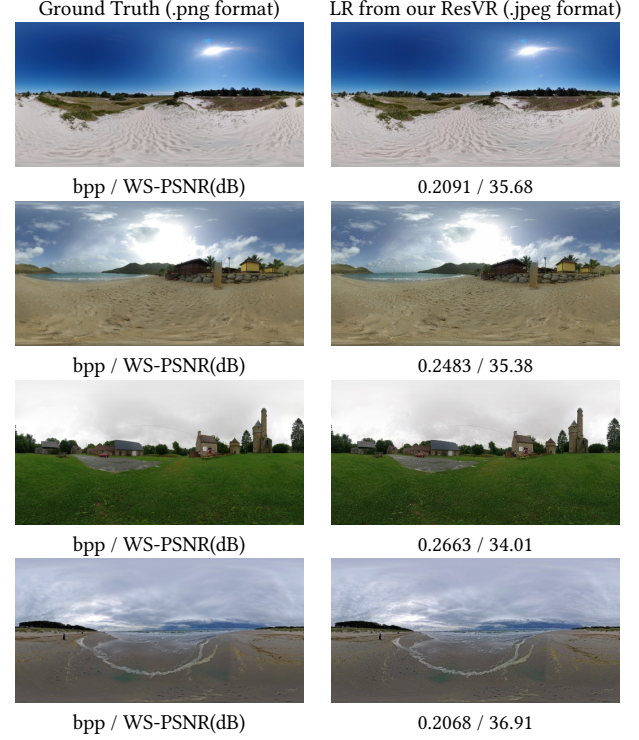 Ground Truth (.png format) LR from our ResVR (.jpeg format)
bpp / WS-PSNR(dB) 0.2091 / 35.68
bpp / WS-PSNR(dB) 0.2483 / 35.38
bpp / WS-PSNR(dB) 0.2663 / 34.01
bpp / WS-PSNR(dB) 0.2068 / 36.91